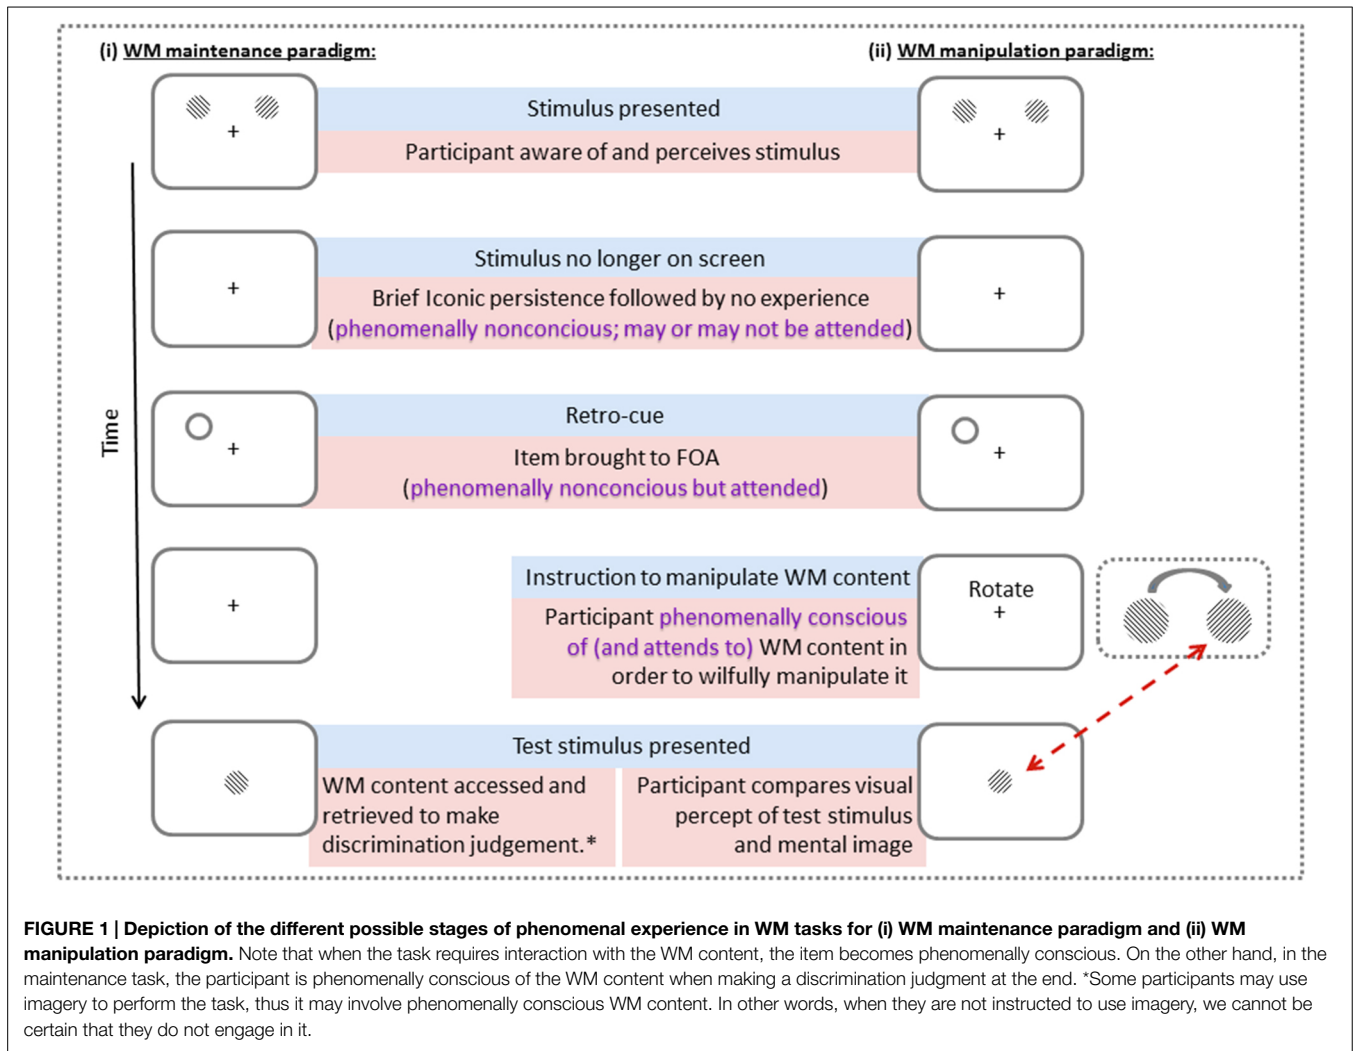 (i) WM maintenance paradigm:
(ii) WM manipulation paradigm:
Stimulus presented
Participant aware of and perceives stimulus
+
+
Stimulus no longer on screen
Brief Iconic persistence followed by no experience
(phenomenally nonconcious; may or may not be attended)
+
+
Time
Retro-cue
Item brought to FOA
(phenomenally nonconcious but attended)
+
+
Instruction to manipulate WM content
Participant phenomenally conscious
of (and attends to) WM content in
order to wilfully manipulate it
+
Rotate
+
Test stimulus presented
WM content accessed and
retrieved to make
discrimination judgement.*
Participant compares visual
percept of test stimulus
and mental image
FIGURE 1 | Depiction of the different possible stages of phenomenal experience in WM tasks for (i) WM maintenance paradigm and (ii) WM
manipulation paradigm. Note that when the task requires interaction with the WM content, the item becomes phenomenally conscious. On the other hand, in the
maintenance task, the participant is phenomenally conscious of the WM content when making a discrimination judgment at the end. *Some participants may use
imagery to perform the task, thus it may involve phenomenally conscious WM content. In other words, when they are not instructed to use imagery, we cannot be
certain that they do not engage in it.